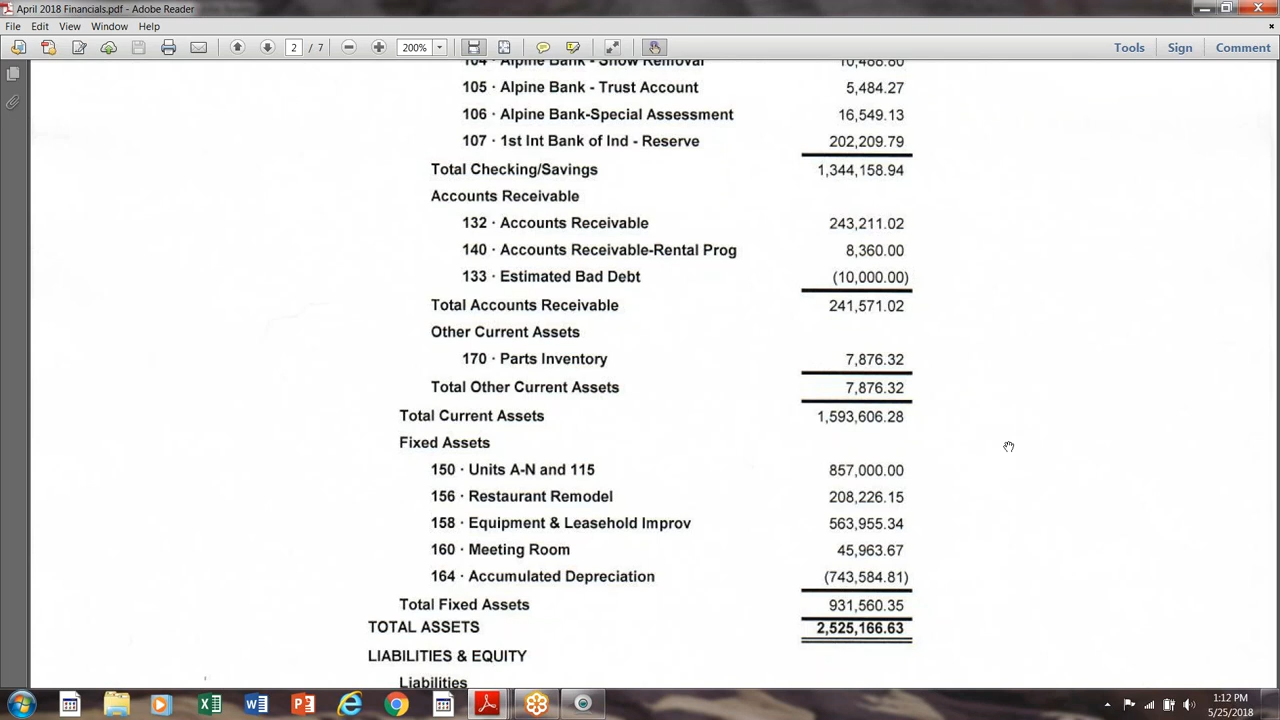 April 2018 Financials.pdf - Adobe Reader
File Edit View Window Help
2 / 7 200% Tools Sign Comment
104 · Alpine Bank - Snow Removal 10,488.80
105 · Alpine Bank - Trust Account 5,484.27
106 · Alpine Bank-Special Assessment 16,549.13
107 · 1st Int Bank of Ind - Reserve 202,209.79
Total Checking/Savings 1,344,158.94
Accounts Receivable
132 · Accounts Receivable 243,211.02
140 · Accounts Receivable-Rental Prog 8,360.00
133 · Estimated Bad Debt (10,000.00)
Total Accounts Receivable 241,571.02
Other Current Assets
170 · Parts Inventory 7,876.32
Total Other Current Assets 7,876.32
Total Current Assets 1,593,606.28
Fixed Assets
150 · Units A-N and 115 857,000.00
156 · Restaurant Remodel 208,226.15
158 · Equipment & Leasehold Improv 563,955.34
160 · Meeting Room 45,963.67
164 · Accumulated Depreciation (743,584.81)
Total Fixed Assets 931,560.35
TOTAL ASSETS 2,525,166.63
LIABILITIES & EQUITY
Liabilities
1:12 PM
5/25/2018